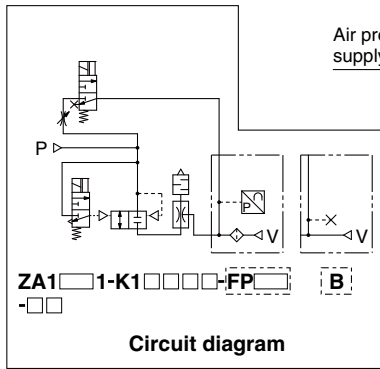 Air pre
supply
P
P
V
V
ZA1□1-K1□□□□-FP□ B
-□□
Circuit diagram